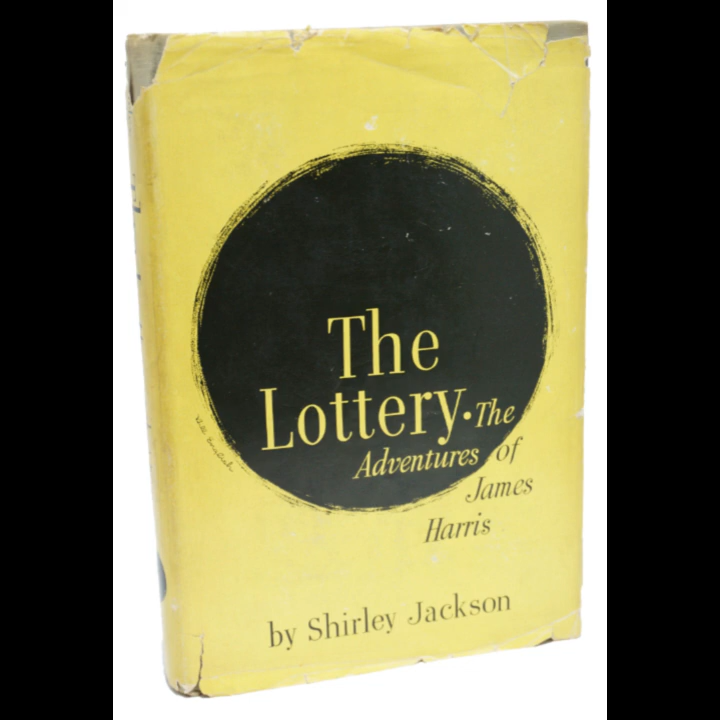 The
Lottery · The
Adventures of
James
Harris
by Shirley Jackson